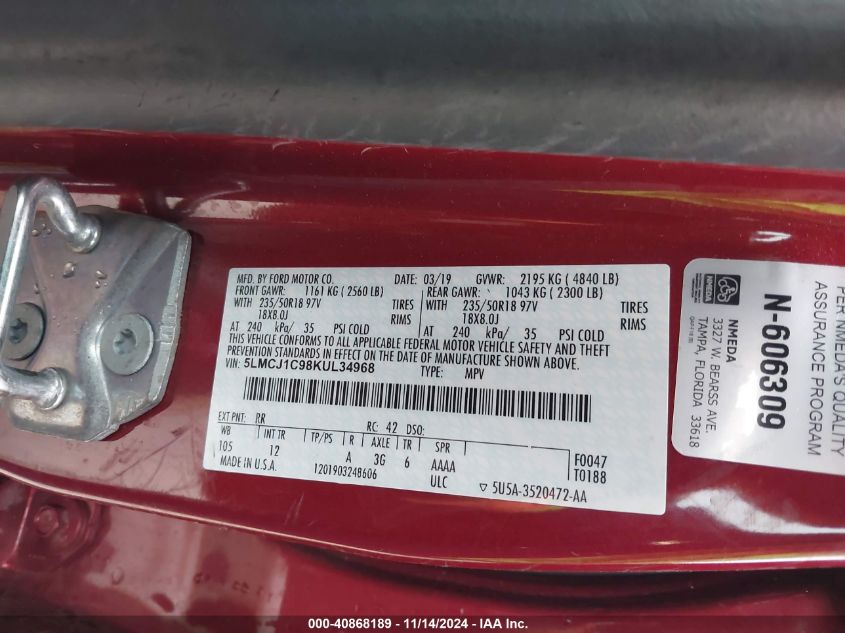 MFD. BY FORD MOTOR CO.
DATE: 03/19 GVWR: 2195 KG ( 4840 LB)
FRONT GAWR: 1161 KG ( 2560 LB)
REAR GAWR: 1043 KG ( 2300 LB)
WITH 235/50R18 97V TIRES
WITH 235/50R18 97V TIRES
18X8.0J RIMS
18X8.0J RIMS
AT 240 kPa/ 35 PSI COLD
AT 240 kPa/ 35 PSI COLD
THIS VEHICLE CONFORMS TO ALL APPLICABLE FEDERAL MOTOR VEHICLE SAFETY AND THEFT
PREVENTION STANDARDS IN EFFECT ON THE DATE OF MANUFACTURE SHOWN ABOVE.
VIN: 5LMCJ1C98KUL34968
TYPE: MPV
EXT PNT: RR RC: 42 DSO:
WB INT TR TP/PS R AXLE TR SPR
105 12 A 3G 6 AAAA
F0047
T0188
MADE IN U.S.A. 1201903248606 ULC
5U5A-3520472-AA
NMEDA
NMEDA
3327 W. BEARSS AVE.
TAMPA, FLORIDA 33618
N-606309
PER NMEDA'S QUALITY
ASSURANCE PROGRAM
000-40868189 - 11/14/2024 - IAA Inc.